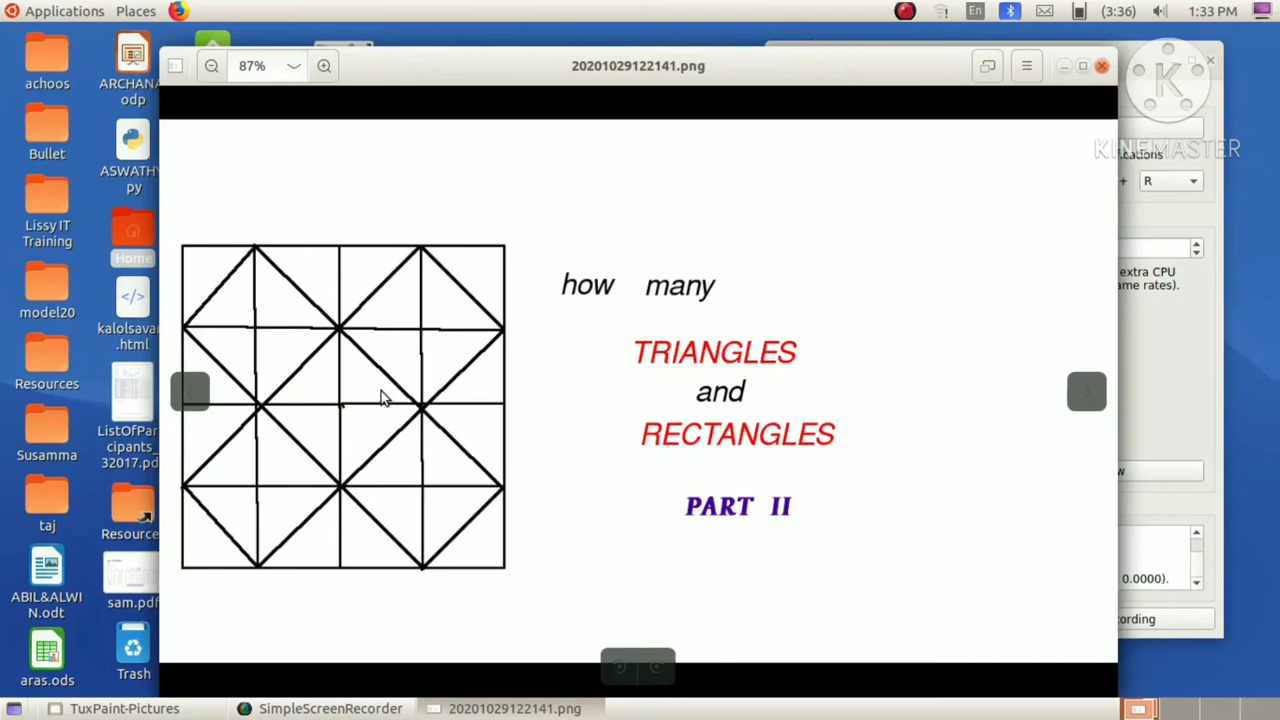 Applications Places En (3:36) 1:33 PM
87% 20201029122141.png
K
KINEMASTER
achoos
ARCHANA
odp
Bullet
ASWATHY
py
Lissy IT
Training
Home
model20
kalolsavar
.html
Resources
ListOfPar
cipants_
32017.pd
Susamma
taj
Resource
ABIL&ALWI
N.odt
sam.pdf
aras.ods
Trash
how many
TRIANGLES
and
RECTANGLES
PART II
+ R
extra CPU
me rates).
0.0000).
ording
TuxPaint-Pictures SimpleScreenRecorder 20201029122141.png